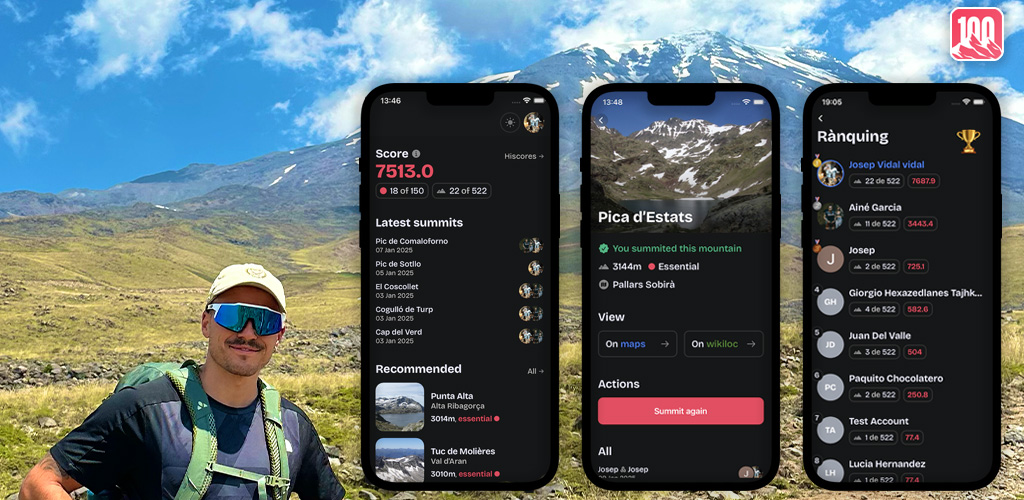 100
13:46
Score
Hiscores →
7513.0
18 of 150
22 of 522
Latest summits
Pic de Comaloforno
07 Jan 2025
Pic de Sotllo
05 Jan 2025
El Coscollet
03 Jan 2025
Cogulló de Turp
03 Jan 2025
Cap del Verd
03 Jan 2025
Recommended
All →
Punta Alta
Alta Ribagorça
3014m, essential
Tuc de Molières
Val d'Aran
3010m, essential
13:48
Pica d'Estats
You summited this mountain
3144m
Essential
Pallars Sobirà
View
On maps →
On wikiloc →
Actions
Summit again
All
Josep & Josep
J
19:05
Rànquing
Josep Vidal vidal
22 de 522
7687.9
Ainé Garcia
11 de 522
3443.4
J
Josep
2 de 522
725.1
4
GH
Giorgio Hexazedlanes Tajhk...
4 de 522
582.6
5
JD
Juan Del Valle
3 de 522
504
6
PC
Paquito Chocolatero
2 de 522
250.8
7
TA
Test Account
1 de 522
77.4
8
LH
Lucia Hernandez
1 de 522
77.4